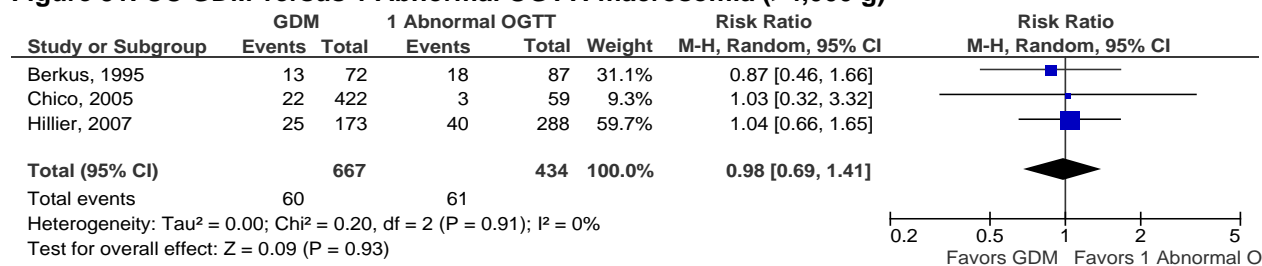 GDM 1 Abnormal OGTT Risk Ratio Risk Ratio
Study or Subgroup Events Total Events Total Weight M-H, Random, 95% CI M-H, Random, 95% CI
Berkus, 1995 13 72 18 87 31.1% 0.87 [0.46, 1.66]
Chico, 2005 22 422 3 59 9.3% 1.03 [0.32, 3.32]
Hillier, 2007 25 173 40 288 59.7% 1.04 [0.66, 1.65]
Total (95% CI) 667 434 100.0% 0.98 [0.69, 1.41]
Total events 60 61
Heterogeneity: Tau² = 0.00; Chi² = 0.20, df = 2 (P = 0.91); I² = 0%
Test for overall effect: Z = 0.09 (P = 0.93)
0.2 0.5 1 2 5
Favors GDM Favors 1 Abnormal O